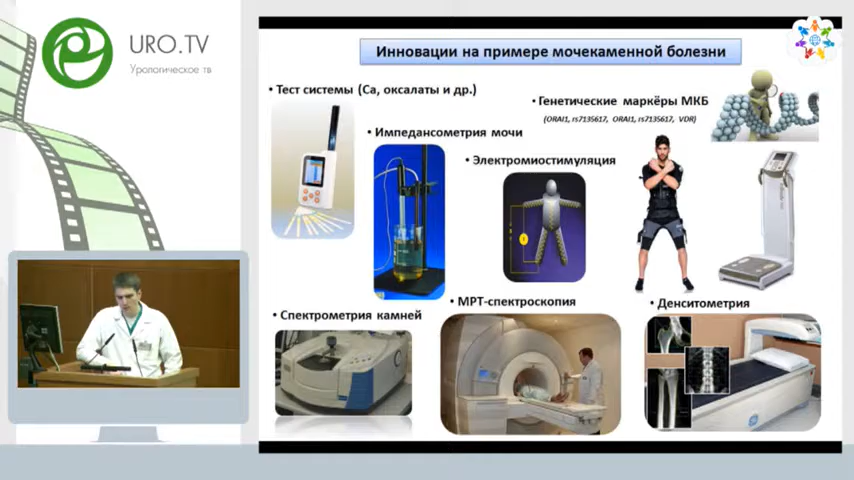 URO.TV
Урологическое тв
Инновации на примере мочекаменной болезни
• Тест системы (Ca, оксалаты и др.)
• Генетические маркёры МКБ
(ORAI1, rs7135617, ORAI1, rs7135617, VDR)
• Импедансометрия мочи
• Электромиостимуляция
• Спектрометрия камней
• МРТ-спектроскопия
• Денситометрия